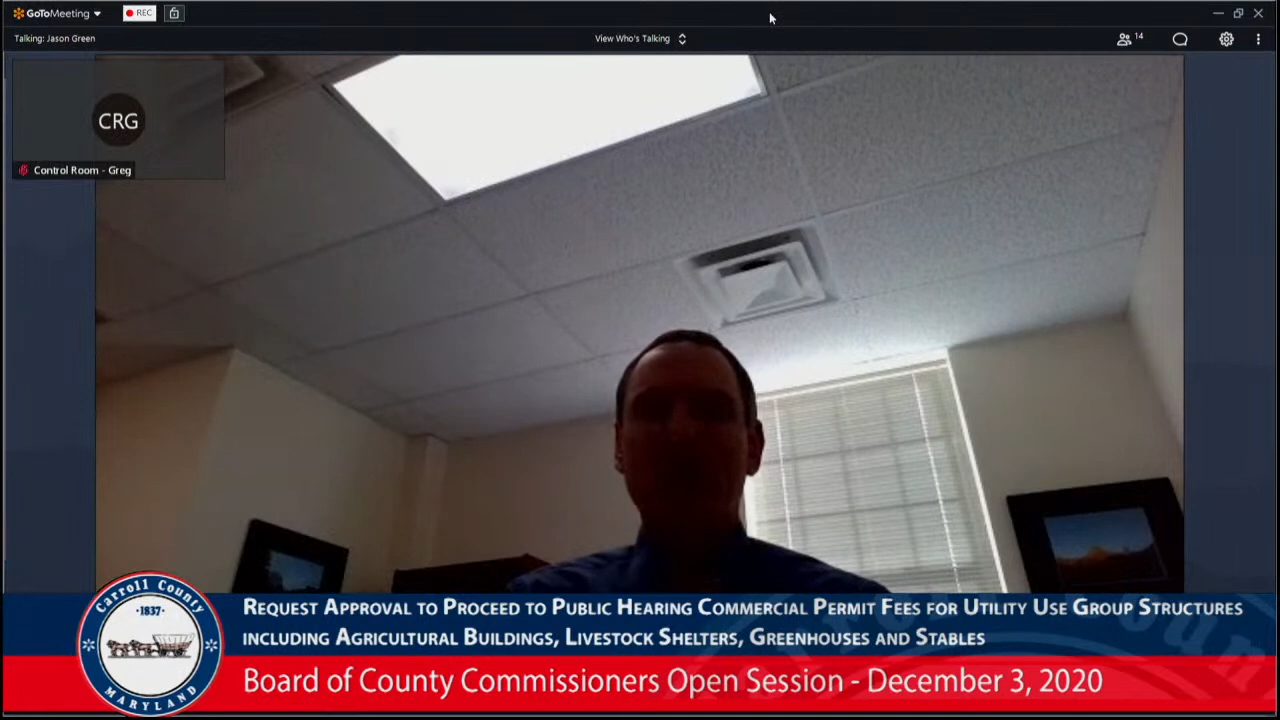 GoToMeeting
REC
Talking: Jason Green
View Who's Talking
14
CRG
Control Room - Greg
Carroll County
·1837·
MARYLAND
REQUEST APPROVAL TO PROCEED TO PUBLIC HEARING COMMERCIAL PERMIT FEES FOR UTILITY USE GROUP STRUCTURES
INCLUDING AGRICULTURAL BUILDINGS, LIVESTOCK SHELTERS, GREENHOUSES AND STABLES
Board of County Commissioners Open Session - December 3, 2020